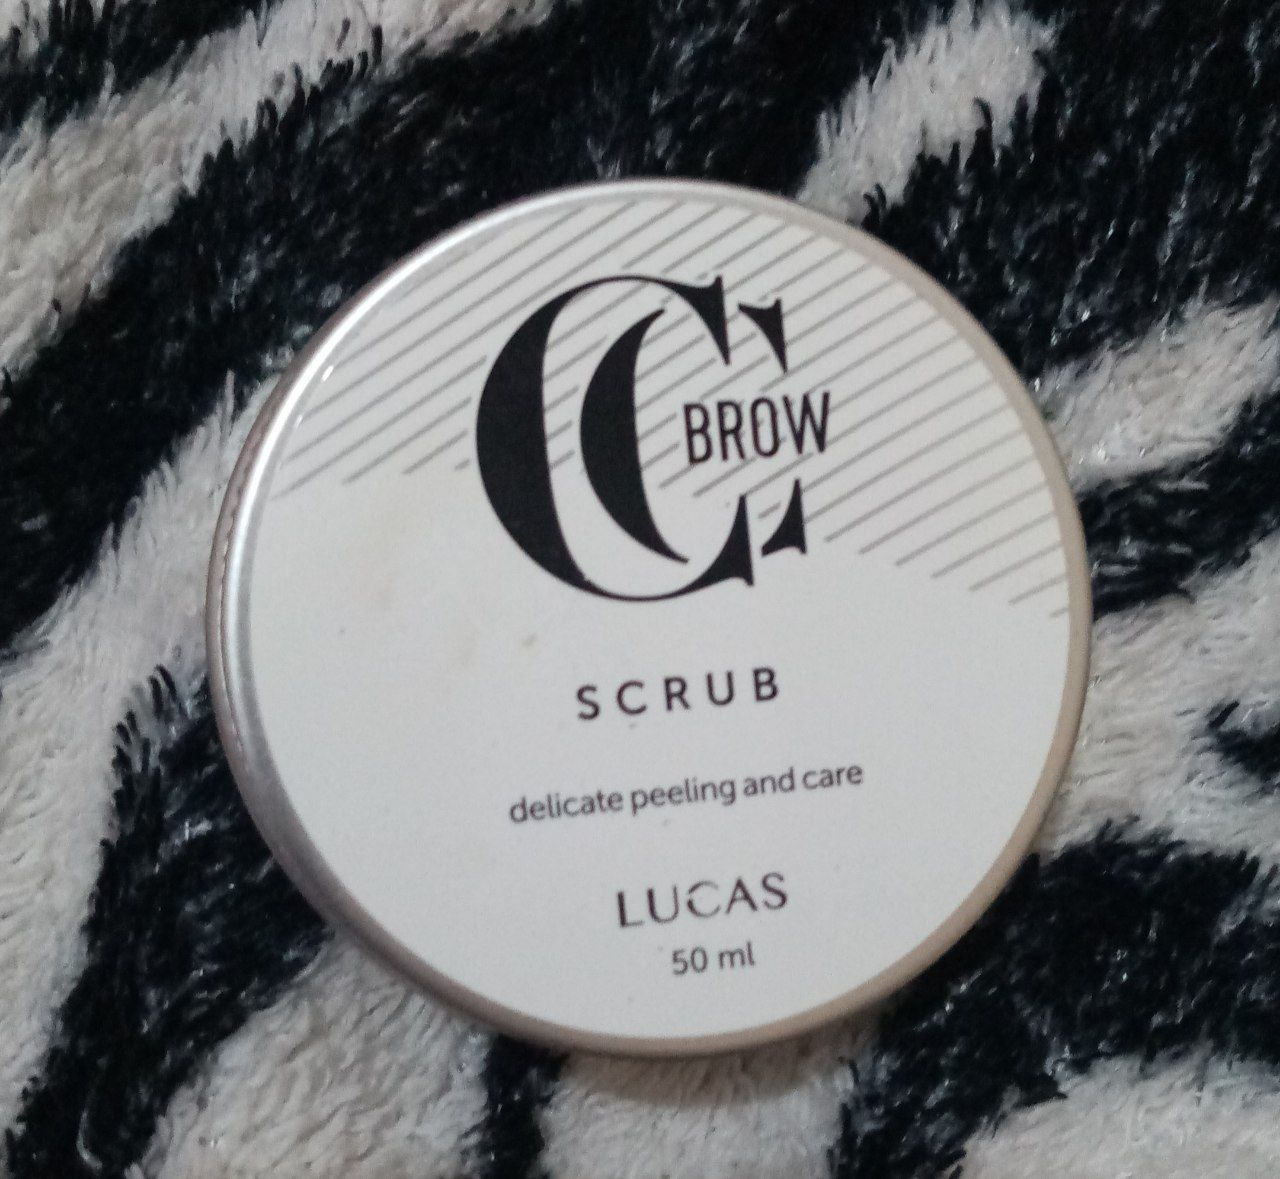 CC BROW
SCRUB
delicate peeling and care
LUCAS
50 ml